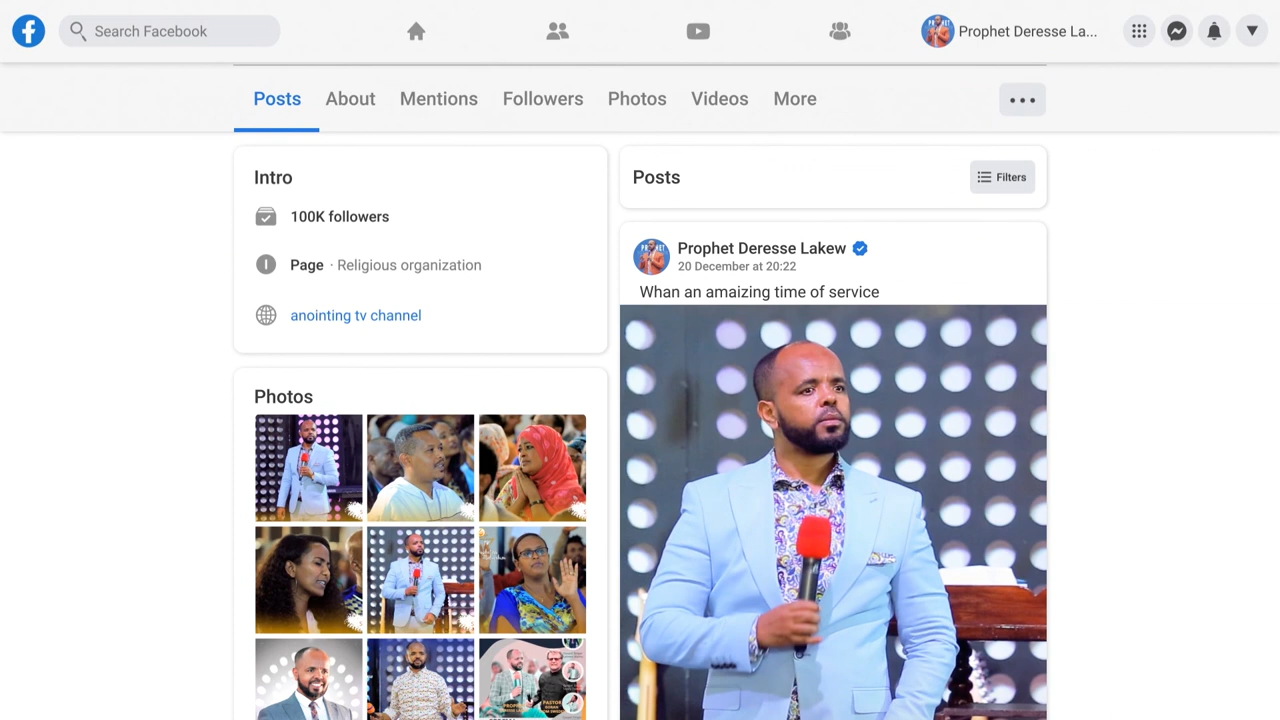 Search Facebook
Prophet Deresse La...
Posts
About
Mentions
Followers
Photos
Videos
More
Intro
100K followers
Page · Religious organization
anointing tv channel
Photos
Posts
Filters
Prophet Deresse Lakew
20 December at 20:22
Whan an amaizing time of service